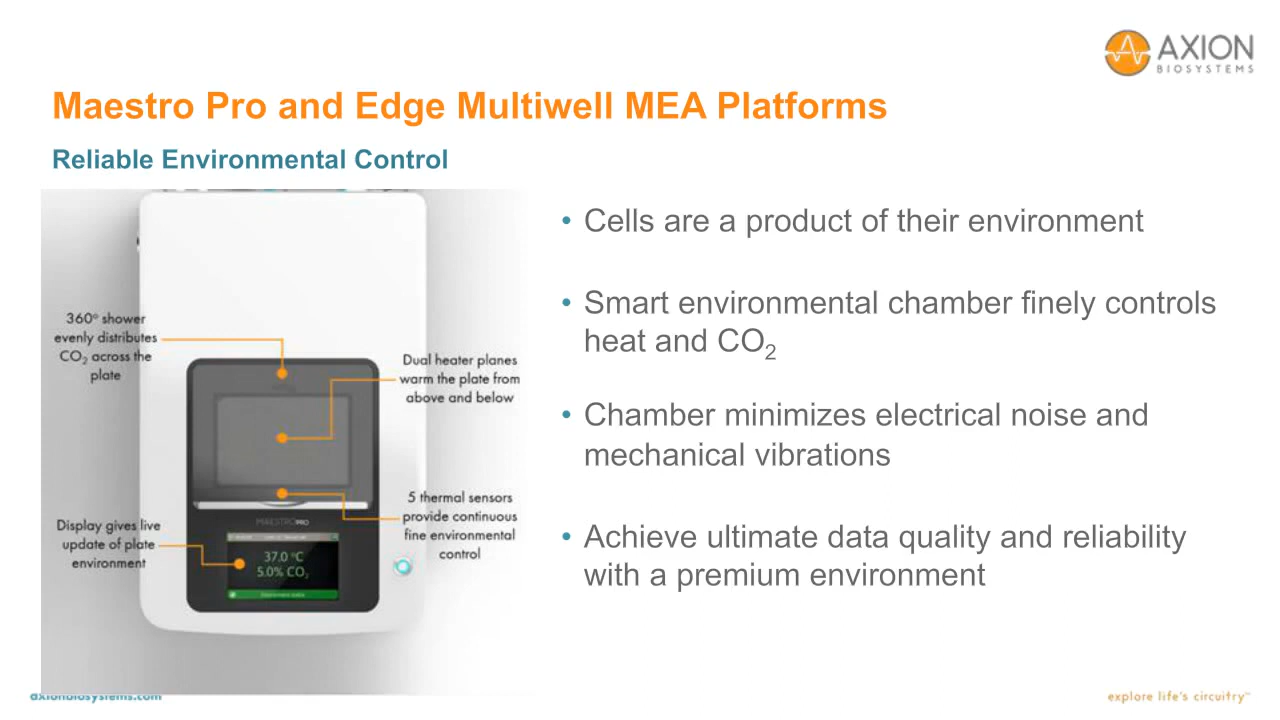 AXION
BIOSYSTEMS
Maestro Pro and Edge Multiwell MEA Platforms
Reliable Environmental Control
360° shower
evenly distributes
CO₂ across the
plate
Dual heater planes
warm the plate from
above and below
5 thermal sensors
provide continuous
fine environmental
control
Display gives live
update of plate
environment
MAESTROPRO
37.0 °C
5.0% CO₂
• Cells are a product of their environment
• Smart environmental chamber finely controls
heat and CO₂
• Chamber minimizes electrical noise and
mechanical vibrations
• Achieve ultimate data quality and reliability
with a premium environment
axionbiosystems.com
explore life's circuitry™